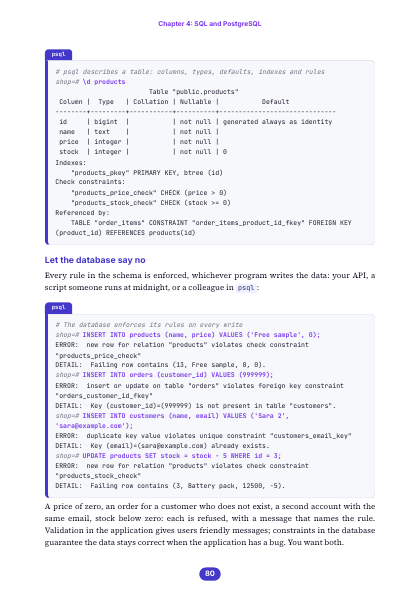 Chapter 4: SQL and PostgreSQL
psql
# psql describes a table: columns, types, defaults, indexes and rules
shop=# \d products
Table "public.products"
Column | Type | Collation | Nullable | Default
--------+---------+-----------+----------+------------------------------
id | bigint | | not null | generated always as identity
name | text | | not null |
price | integer | | not null |
stock | integer | | not null | 0
Indexes:
"products_pkey" PRIMARY KEY, btree (id)
Check constraints:
"products_price_check" CHECK (price > 0)
"products_stock_check" CHECK (stock >= 0)
Referenced by:
TABLE "order_items" CONSTRAINT "order_items_product_id_fkey" FOREIGN KEY
(product_id) REFERENCES products(id)
Let the database say no
Every rule in the schema is enforced, whichever program writes the data: your API, a
script someone runs at midnight, or a colleague in psql:
psql
# The database enforces its rules on every write
shop=# INSERT INTO products (name, price) VALUES ('Free sample', 0);
ERROR: new row for relation "products" violates check constraint
"products_price_check"
DETAIL: Failing row contains (13, Free sample, 0, 0).
shop=# INSERT INTO orders (customer_id) VALUES (999999);
ERROR: insert or update on table "orders" violates foreign key constraint
"orders_customer_id_fkey"
DETAIL: Key (customer_id)=(999999) is not present in table "customers".
shop=# INSERT INTO customers (name, email) VALUES ('Sara 2',
'sara@example.com');
ERROR: duplicate key value violates unique constraint "customers_email_key"
DETAIL: Key (email)=(sara@example.com) already exists.
shop=# UPDATE products SET stock = stock - 5 WHERE id = 3;
ERROR: new row for relation "products" violates check constraint
"products_stock_check"
DETAIL: Failing row contains (3, Battery pack, 12500, -5).
A price of zero, an order for a customer who does not exist, a second account with the
same email, stock below zero: each is refused, with a message that names the rule.
Validation in the application gives users friendly messages; constraints in the database
guarantee the data stays correct when the application has a bug. You want both.
80